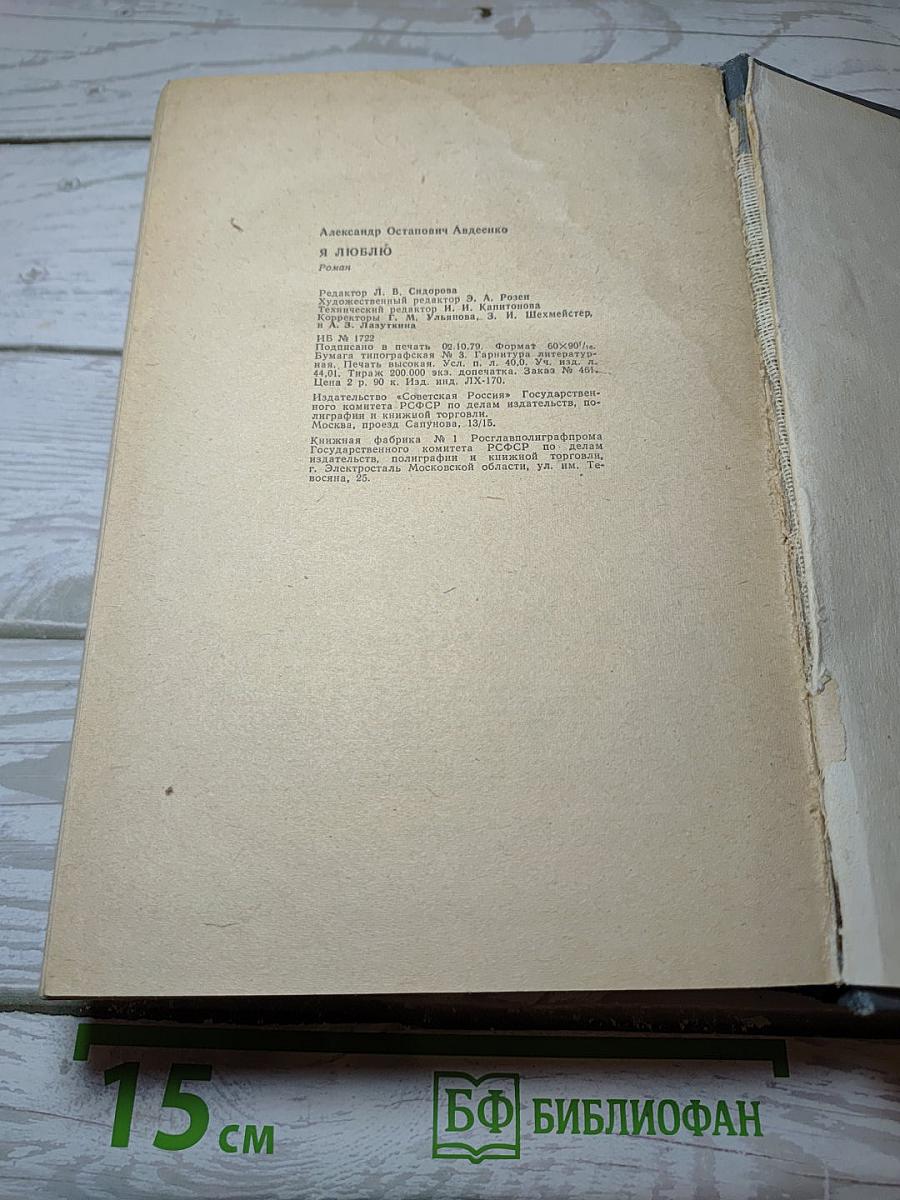 Александр Остапович Авдеенко
Я ЛЮБЛЮ
Роман
Редактор Л. В. Сидорова
Художественный редактор Э. А. Розен
Технический редактор И. И. Капитонова
Корректоры Г. М. Ульянова, З. И. Шехмейстер,
и А. З. Лазуткина
ИБ № 1722
Подписано в печать 02.10.79. Формат 60×90¹/₁₆.
Бумага типографская № 3. Гарнитура литератур-
ная. Печать высокая. Усл. п. л. 40,0. Уч. изд. л.
44,01. Тираж 200.000 экз. допечатка. Заказ № 461.
Цена 2 р. 90 к. Изд. инд. ЛХ-170.
Издательство «Советская Россия» Государствен-
ного комитета РСФСР по делам издательств, по-
лиграфии и книжной торговли.
Москва, проезд Сапунова, 13/15.
Книжная фабрика № 1 Росглавполиграфпрома
Государственного комитета РСФСР по делам
издательств, полиграфии и книжной торговли,
г. Электросталь Московской области, ул. им. Те-
восяна, 25.
15 см
БФ БИБЛИОФАН